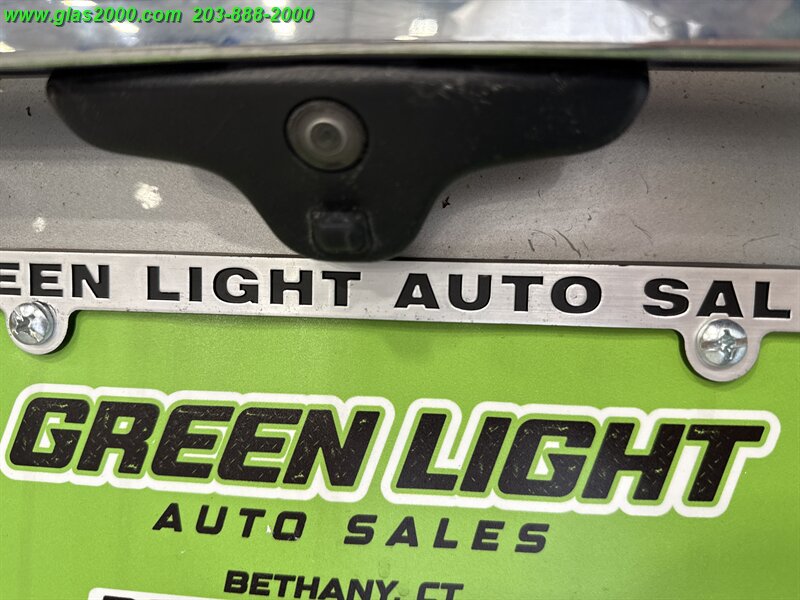 www.glas2000.com 203-888-2000
EEN LIGHT AUTO SAL
GREEN LIGHT
AUTO SALES
BETHANY, CT